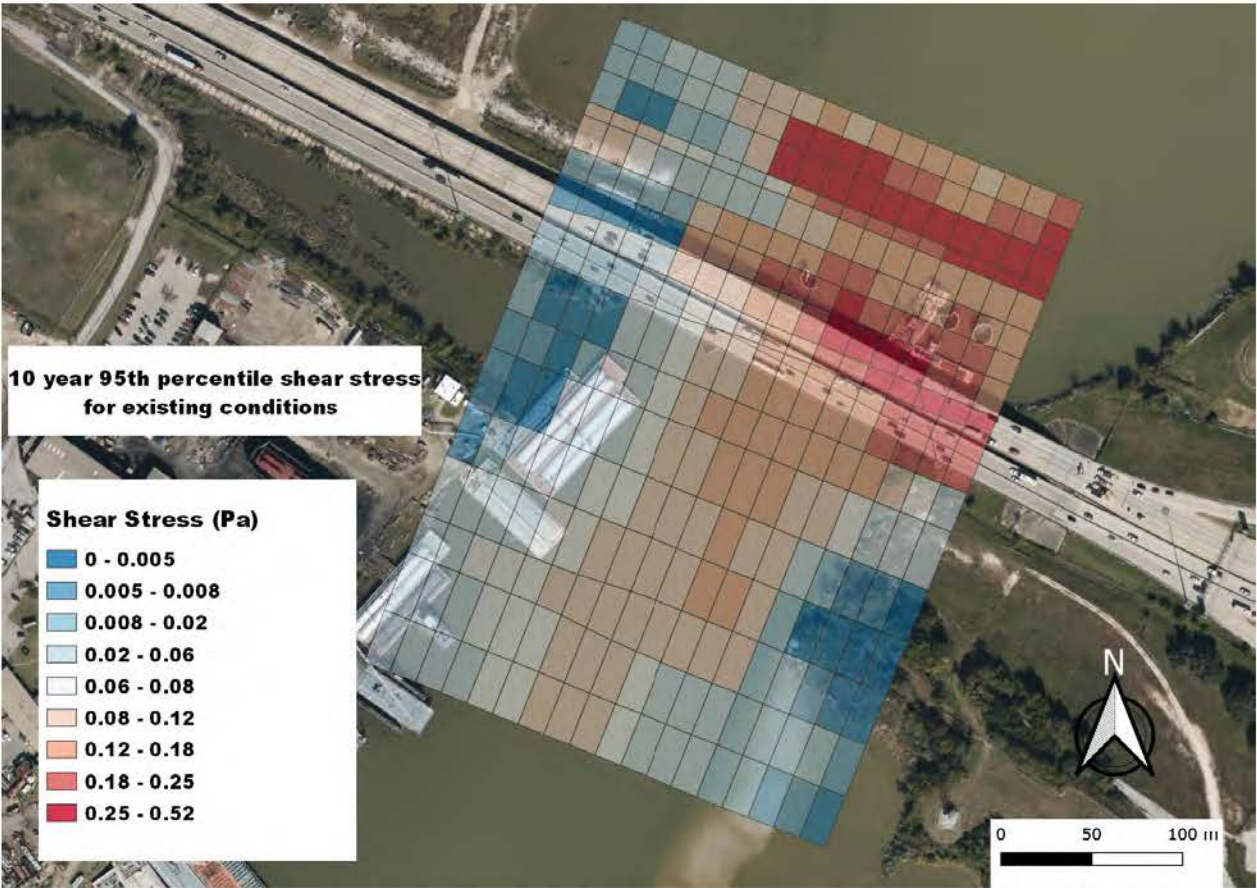 10 year 95th percentile shear stress
for existing conditions
Shear Stress (Pa)
0 - 0.005
0.005 - 0.008
0.008 - 0.02
0.02 - 0.06
0.06 - 0.08
0.08 - 0.12
0.12 - 0.18
0.18 - 0.25
0.25 - 0.52
N
0 50 100 m